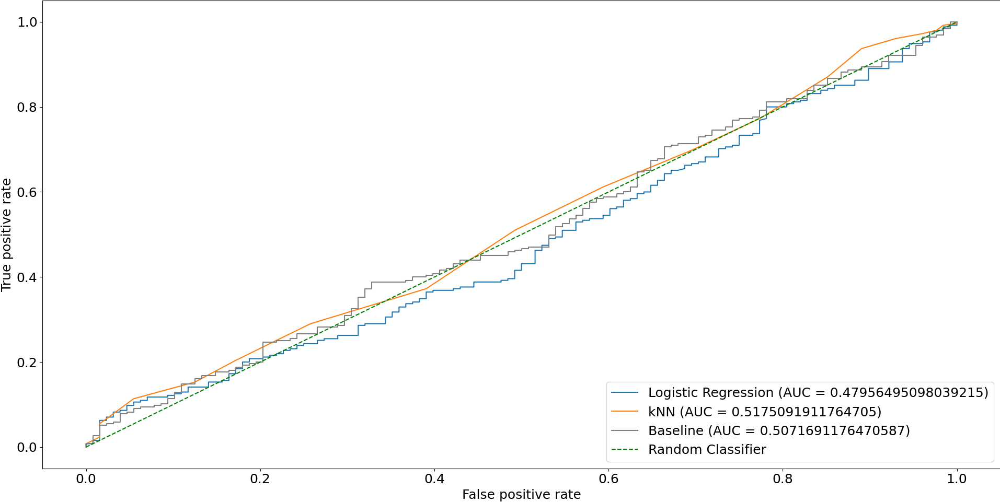 1.0
0.8
0.6
0.4
0.2
0.0
True positive rate
Logistic Regression (AUC = 0.47956495098039215)
kNN (AUC = 0.5175091911764705)
Baseline (AUC = 0.5071691176470587)
Random Classifier
0.0 0.2 0.4 0.6 0.8 1.0
False positive rate